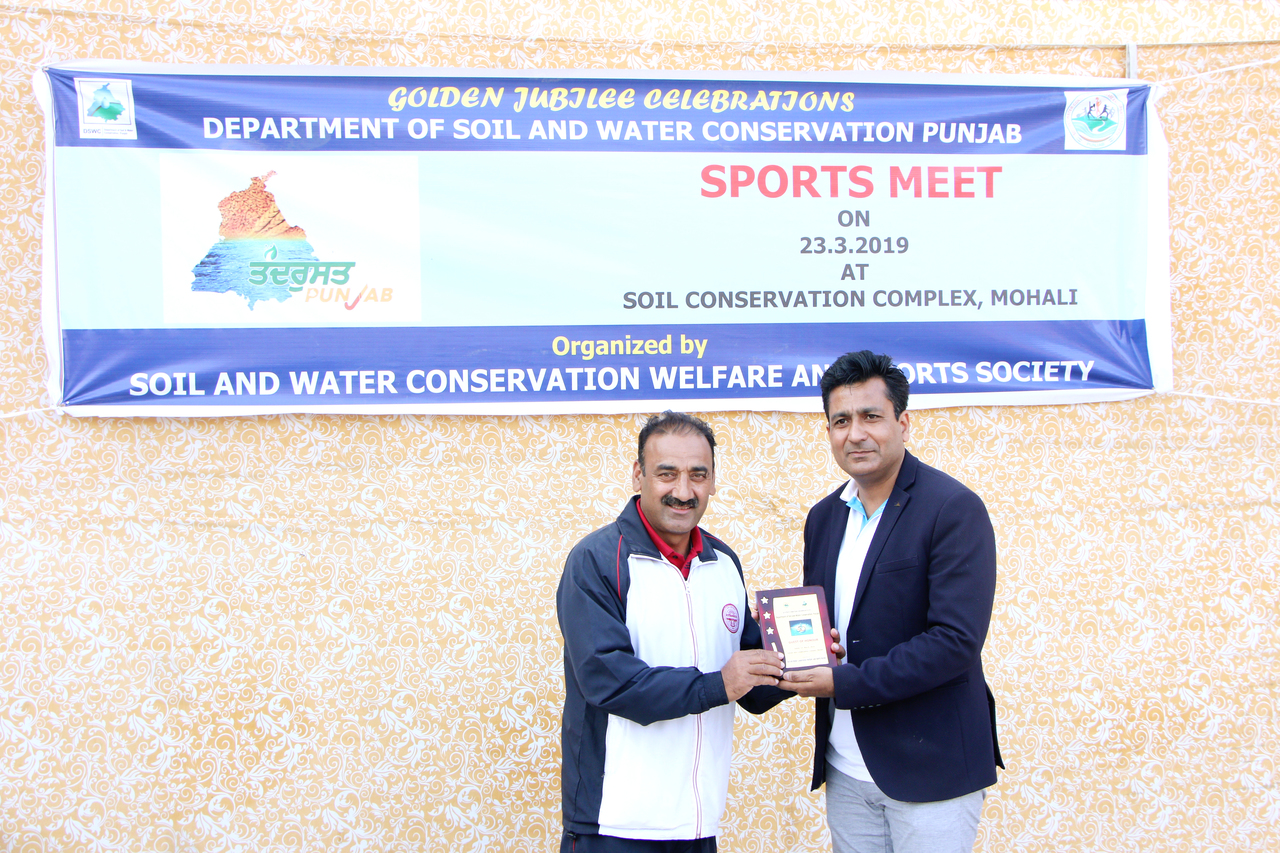 GOLDEN JUBILEE CELEBRATIONS
DEPARTMENT OF SOIL AND WATER CONSERVATION PUNJAB
DSWC
SPORTS MEET
ON
23.3.2019
AT
SOIL CONSERVATION COMPLEX, MOHALI
ਤੰਦਰੁਸਤ
PUNJAB
Organized by
SOIL AND WATER CONSERVATION WELFARE AN ORTS SOCIETY